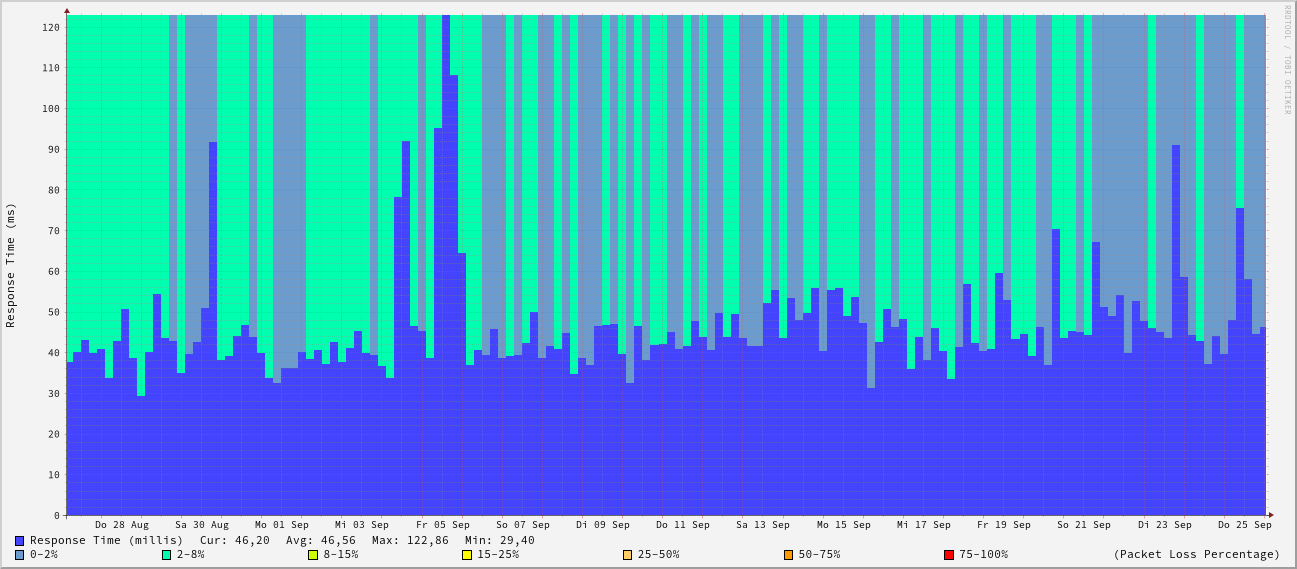 RRDTOOL / TOBI OETIKER
Response Time (ms)
120
110
100
90
80
70
60
50
40
30
20
10
0
Do 28 Aug Sa 30 Aug Mo 01 Sep Mi 03 Sep Fr 05 Sep So 07 Sep Di 09 Sep Do 11 Sep Sa 13 Sep Mo 15 Sep Mi 17 Sep Fr 19 Sep So 21 Sep Di 23 Sep Do 25 Sep
Response Time (millis) Cur: 46,20 Avg: 46,56 Max: 122,86 Min: 29,40
0-2% 2-8% 8-15% 15-25% 25-50% 50-75% 75-100% (Packet Loss Percentage)